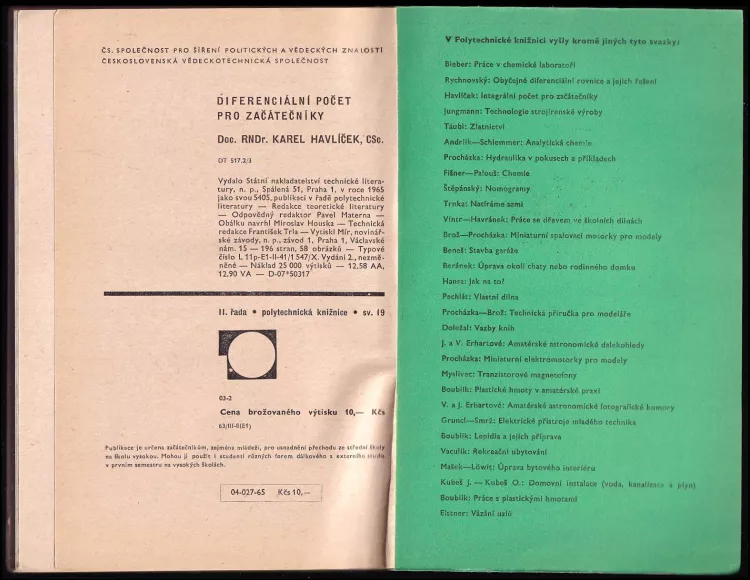 ČS. SPOLEČNOST PRO ŠÍŘENÍ POLITICKÝCH A VĚDECKÝCH ZNALOSTÍ
ČESKOSLOVENSKÁ VĚDECKOTECHNICKÁ SPOLEČNOST
DIFERENCIÁLNÍ POČET
PRO ZAČÁTEČNÍKY
Doc. RNDr. KAREL HAVLÍČEK, CSc.
DT 517.2/3
Vydalo Státní nakladatelství technické litera-
tury, n. p., Spálená 51, Praha 1, v roce 1965
jako svou 5405. publikaci v řadě polytechnické
literatury — Redakce teoretické literatury
— Odpovědný redaktor Pavel Materna —
Obálku navrhl Miroslav Houska — Technická
redakce František Trla — Vytiskl Mír, novinář-
ské závody, n. p., závod 1, Praha 1, Václavské
nám. 15 — 196 stran, 58 obrázků — Typové
číslo L 11p-E1-II-41/1547/X. Vydání 2., nezmě-
něné — Náklad 25 000 výtisků — 12,58 AA,
12,90 VA — D-07*50317
II. řada • polytechnická knižnice • sv. 19
03-2
Cena brožovaného výtisku 10,— Kčs
63/III-8(E1)
Publikace je určena začátečníkům, zejména mládeži, pro usnadnění přechodu ze střední školy
na školu vysokou. Mohou jí použít i studenti různých forem dálkového a externího studia
v prvním semestru na vysokých školách.
04-027-65 Kčs 10,—
V Polytechnické knižnici vyšly kromě jiných tyto svazky:
Bieber: Práce v chemické laboratoři
Rychnovský: Obyčejné diferenciální rovnice a jejich řešení
Havlíček: Integrální počet pro začátečníky
Jungmann: Technologie strojírenské výroby
Täubl: Zlatnictví
Andrlík—Schlemmer: Analytická chemie
Procházka: Hydraulika v pokusech a příkladech
Fišner—Palouš: Chemie
Štěpánský: Nomogramy
Trnka: Natíráme sami
Vintr—Havránek: Práce se dřevem ve školních dílnách
Brož—Procházka: Miniaturní spalovací motorky pro modely
Beneš: Stavba garáže
Beránek: Úprava okolí chaty nebo rodinného domku
Hanra: Jak na to?
Pechlát: Vlastní dílna
Procházka—Brož: Technická příručka pro modeláře
Doležal: Vazby knih
J. a V. Erhartové: Amatérské astronomické dalekohledy
Procházka: Miniaturní elektromotorky pro modely
Myslivec: Tranzistorové magnetofony
Boublík: Plastické hmoty v amatérské praxi
V. a J. Erhartové: Amatérské astronomické fotografické komory
Gruncl—Smrž: Elektrické přístroje mladého technika
Boublík: Lepidla a jejich příprava
Vaculík: Rekreační ubytování
Mašek—Löwit: Úprava bytového interiéru
Kubeš J. — Kubeš O.: Domovní instalace (voda, kanalizace a plyn)
Boublík: Práce s plastickými hmotami
Elstner: Vázání uzlů